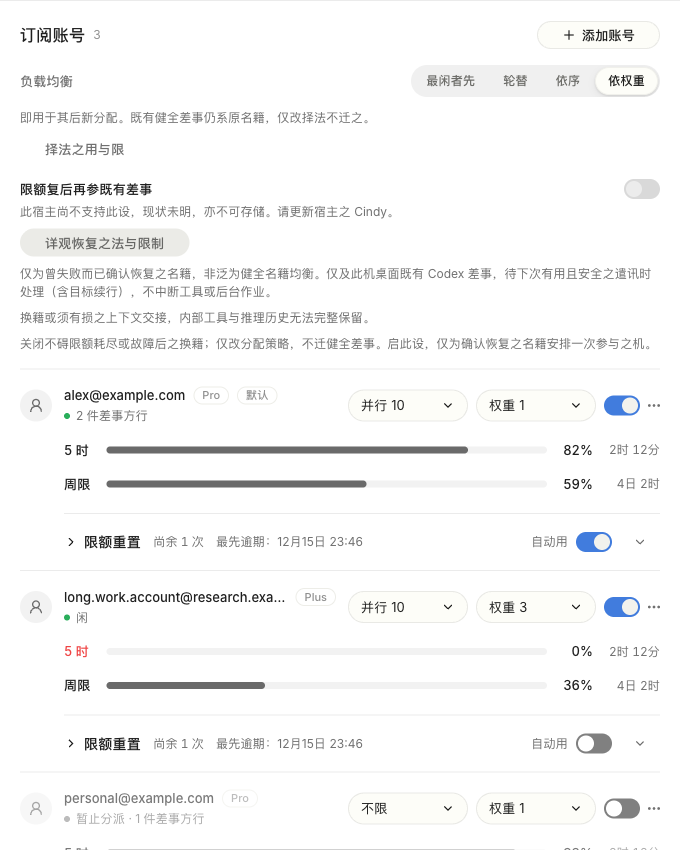 订阅账号 3
+ 添加账号
负载均衡
最闲者先 轮替 依序 依权重
即用于其后新分配。既有健全差事仍系原名籍，仅改择法不迁之。
择法之用与限
限额复后再参既有差事
此宿主尚不支持此设，现状未明，亦不可存储。请更新宿主之 Cindy。
详观恢复之法与限制
仅为曾失败而已确认恢复之名籍，非泛为健全名籍均衡。仅及此机桌面既有 Codex 差事，待下次有用且安全之遣讯时
处理（含目标续行），不中断工具或后台作业。
换籍或须有损之上下文交接，内部工具与推理历史无法完整保留。
关闭不碍限额耗尽或故障后之换籍；仅改分配策略，不迁健全差事。启此设，仅为确认恢复之名籍安排一次参与之机。
alex@example.com Pro 默认
2 件差事方行
并行 10 权重 1
5 时 82% 2时 12分
周限 59% 4日 2时
限额重置 尚余 1 次 最先逾期：12月15日 23:46 自动用
long.work.account@research.exa... Plus
闲
并行 10 权重 3
5 时 0% 2时 12分
周限 36% 4日 2时
限额重置 尚余 1 次 最先逾期：12月15日 23:46 自动用
personal@example.com Pro
暂止分派 · 1 件差事方行
不限 权重 1